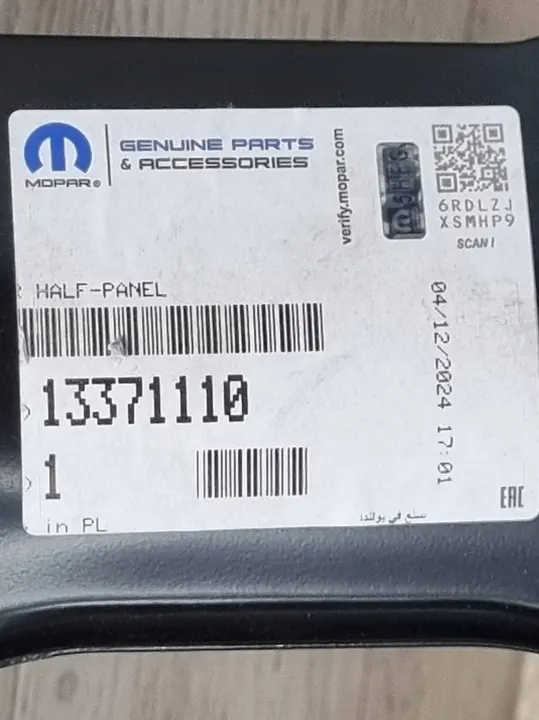 MOPAR®
GENUINE PARTS
& ACCESSORIES
verify.mopar.com
6RDLZJ
XSMHP9
SCAN!
HALF-PANEL
13371110
1
04/12/2024 17:01
in PL
صنع في بولندا
EAC